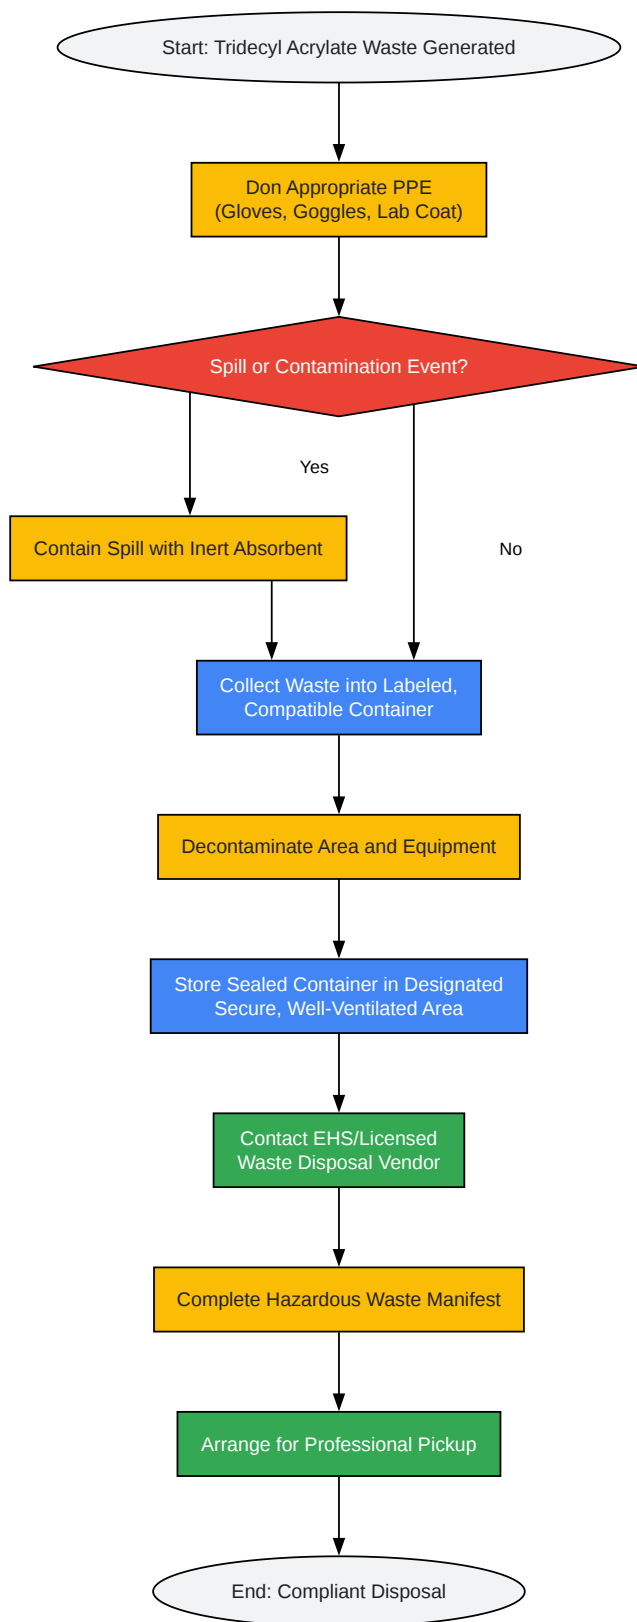 Start: Tridecyl Acrylate Waste Generated
Don Appropriate PPE
(Gloves, Goggles, Lab Coat)
Spill or Contamination Event?
Yes
Contain Spill with Inert Absorbent
No
Collect Waste into Labeled,
Compatible Container
Decontaminate Area and Equipment
Store Sealed Container in Designated
Secure, Well-Ventilated Area
Contact EHS/Licensed
Waste Disposal Vendor
Complete Hazardous Waste Manifest
Arrange for Professional Pickup
End: Compliant Disposal